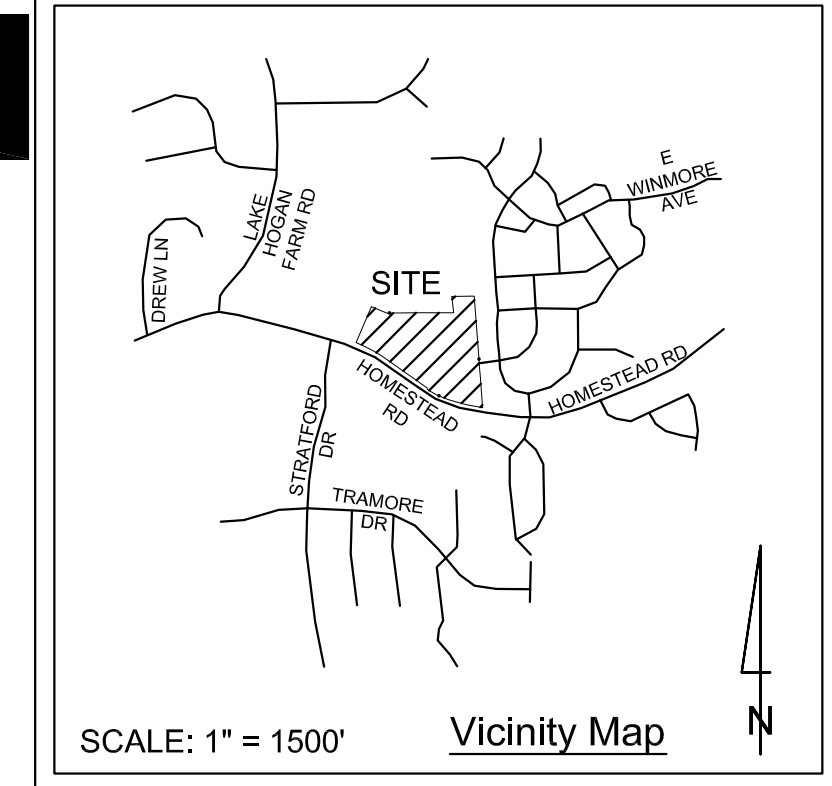 E
WINMORE
AVE
LAKE
HOGAN
FARM RD
DREW LN
SITE
HOMESTEAD
RD
HOMESTEAD RD
STRATFORD
DR
TRAMORE
DR
SCALE: 1" = 1500'
Vicinity Map
N